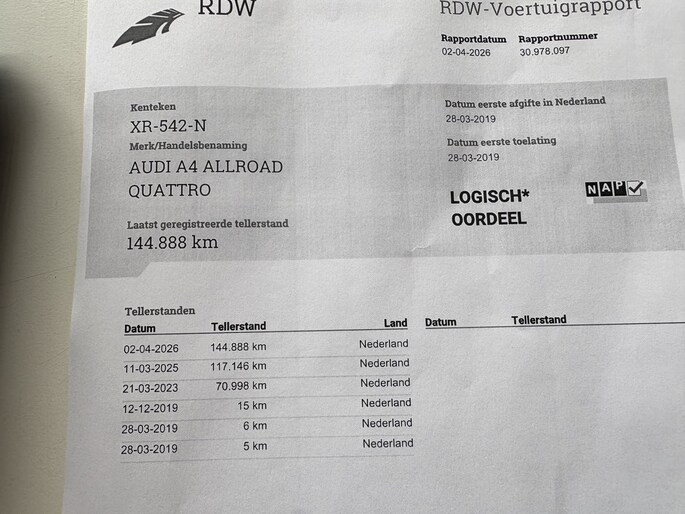 RDW
RDW-Voertuigrapport
Rapportdatum Rapportnummer
02-04-2026 30.978.097
Kenteken
XR-542-N
Merk/Handelsbenaming
AUDI A4 ALLROAD
QUATTRO
Laatst geregistreerde tellerstand
144.888 km
Datum eerste afgifte in Nederland
28-03-2019
Datum eerste toelating
28-03-2019
LOGISCH*
OORDEEL
NAP
Tellerstanden
Datum Tellerstand Land Datum Tellerstand
02-04-2026 144.888 km Nederland
11-03-2025 117.146 km Nederland
21-03-2023 70.998 km Nederland
12-12-2019 15 km Nederland
28-03-2019 6 km Nederland
28-03-2019 5 km Nederland